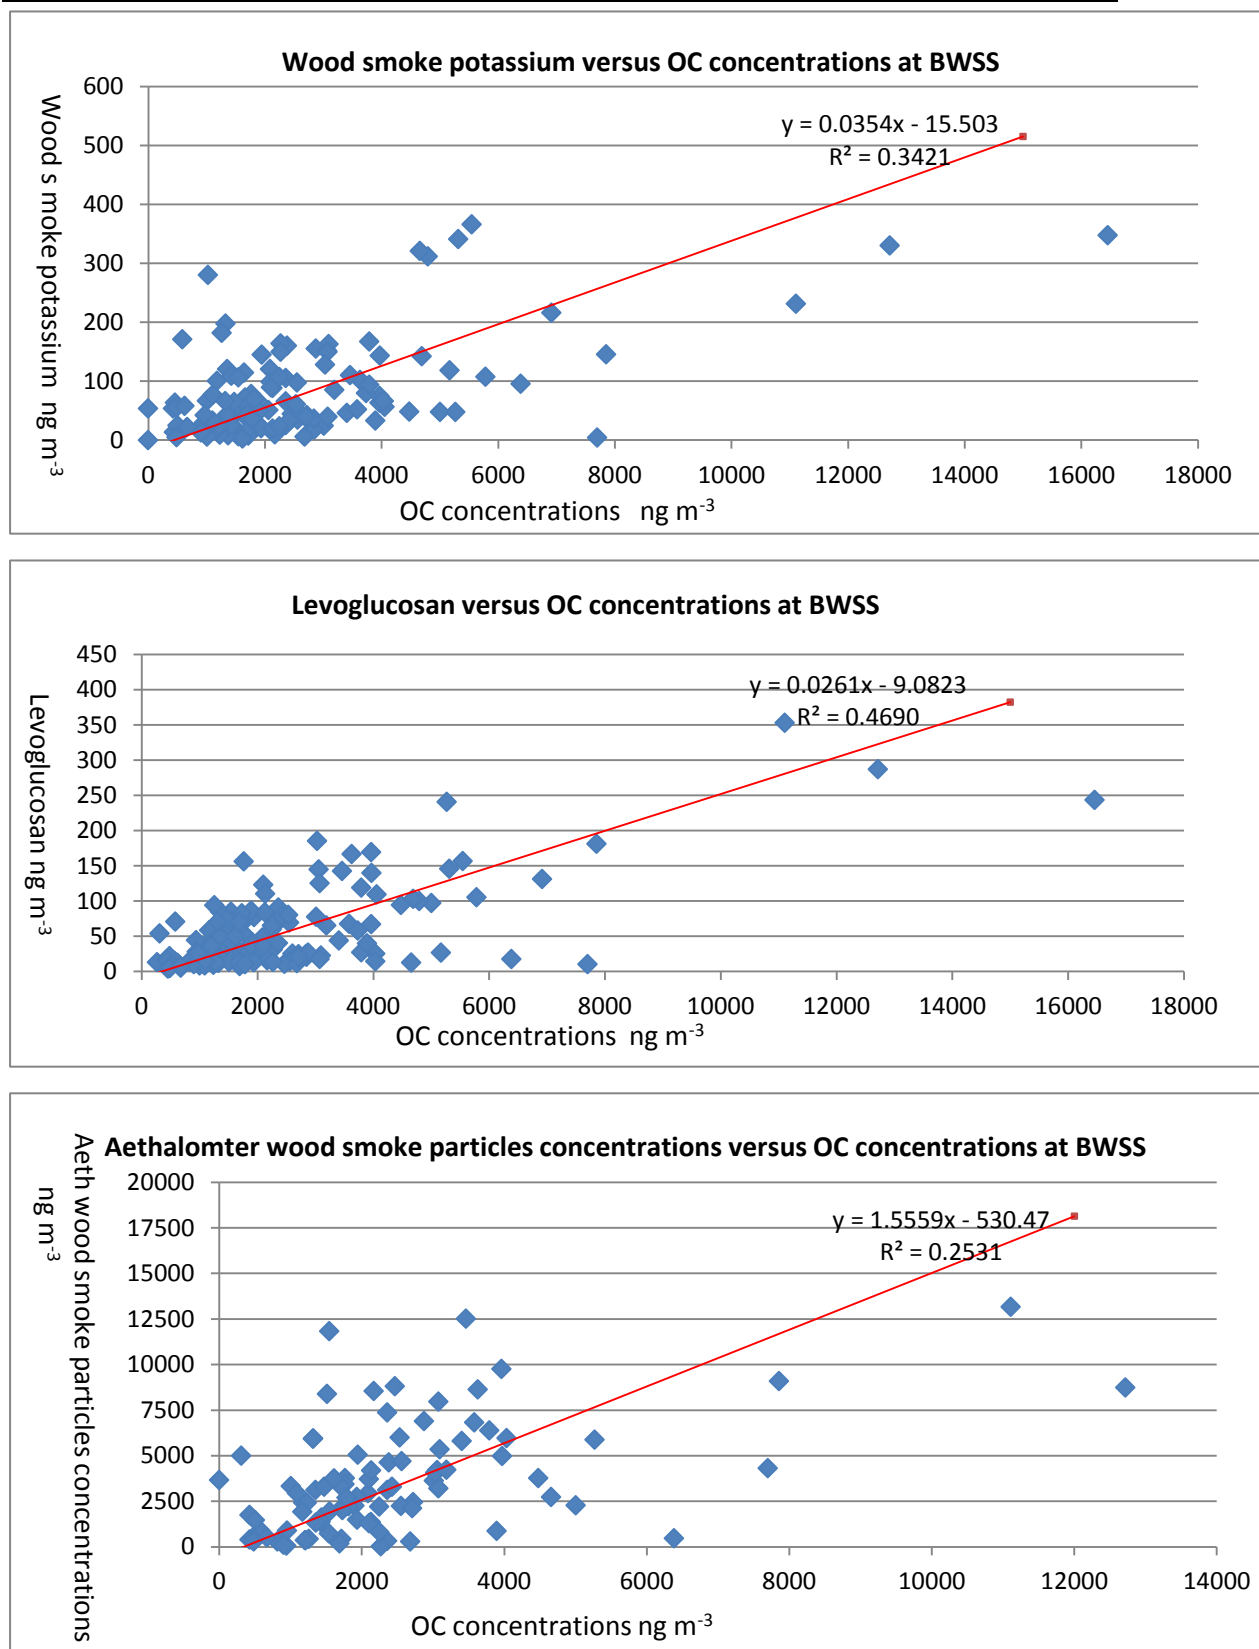 Wood smoke potassium versus OC concentrations at BWSS
Wood s moke potassium ng m-3
600
500
400
300
200
100
0
y = 0.0354x - 15.503
R² = 0.3421
0 2000 4000 6000 8000 10000 12000 14000 16000 18000
OC concentrations ng m-3
Levoglucosan versus OC concentrations at BWSS
Levoglucosan ng m-3
450
400
350
300
250
200
150
100
50
0
y = 0.0261x - 9.0823
R² = 0.4690
0 2000 4000 6000 8000 10000 12000 14000 16000 18000
OC concentrations ng m-3
Aethalomter wood smoke particles concentrations versus OC concentrations at BWSS
Aeth wood smoke particles concentrations
ng m-3
20000
17500
15000
12500
10000
7500
5000
2500
0
y = 1.5559x - 530.47
R² = 0.2531
0 2000 4000 6000 8000 10000 12000 14000
OC concentrations ng m-3